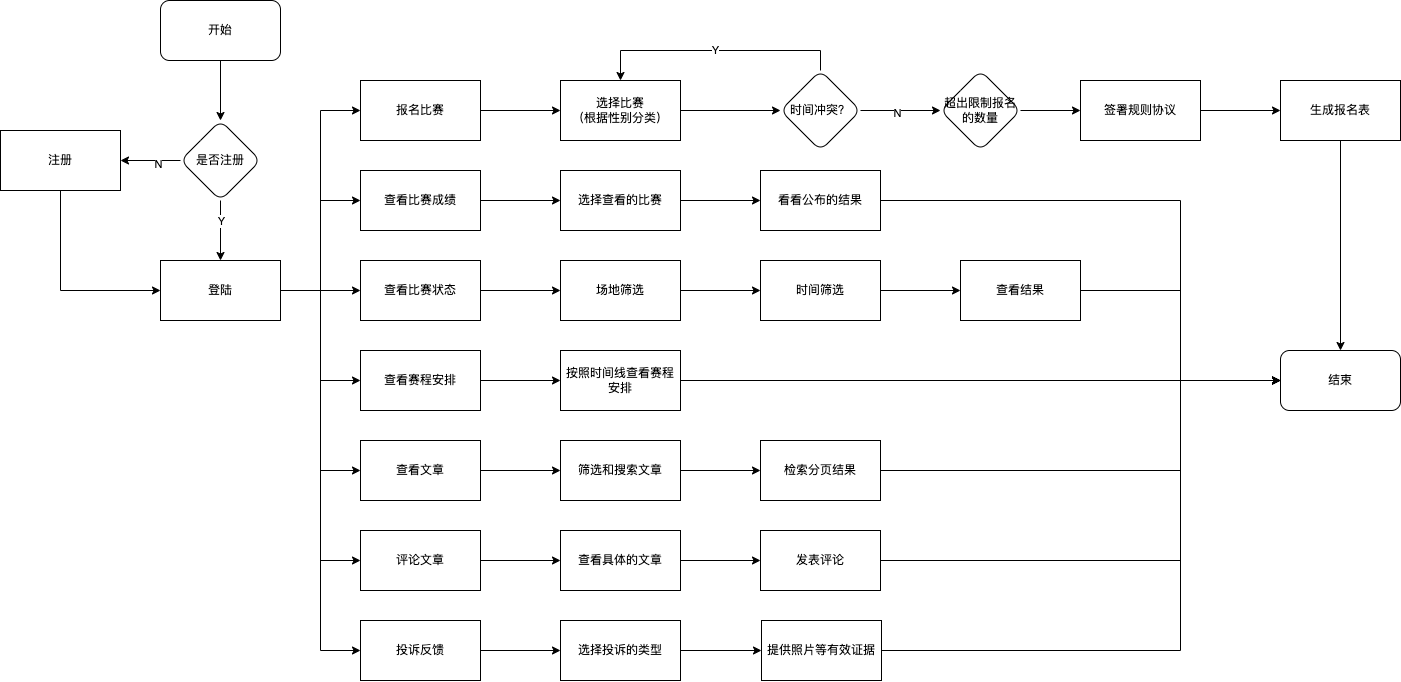 开始
是否注册
N
注册
Y
登陆
报名比赛
选择比赛
（根据性别分类）
Y
时间冲突？
N
超出限制报名
的数量
签署规则协议
生成报名表
查看比赛成绩
选择查看的比赛
看看公布的结果
查看比赛状态
场地筛选
时间筛选
查看结果
查看赛程安排
按照时间线查看赛程
安排
结束
查看文章
筛选和搜索文章
检索分页结果
评论文章
查看具体的文章
发表评论
投诉反馈
选择投诉的类型
提供照片等有效证据